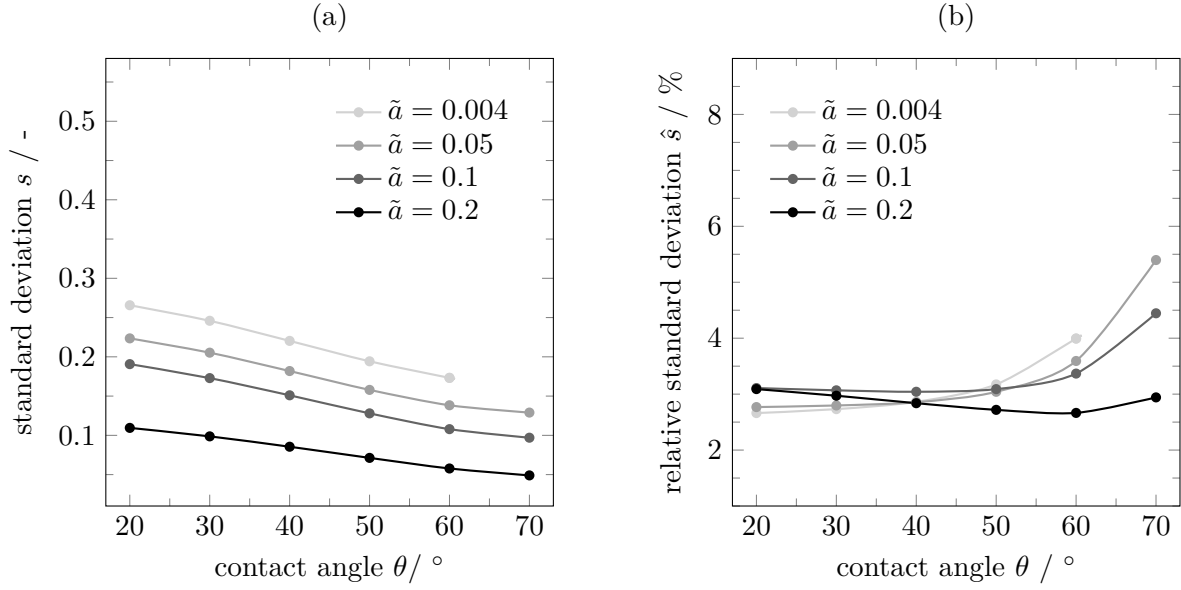 (a)
standard deviation s / -
0.5
0.4
0.3
0.2
0.1
ã = 0.004
ã = 0.05
ã = 0.1
ã = 0.2
20 30 40 50 60 70
contact angle θ/ °
(b)
relative standard deviation ŝ / %
8
6
4
2
ã = 0.004
ã = 0.05
ã = 0.1
ã = 0.2
20 30 40 50 60 70
contact angle θ / °